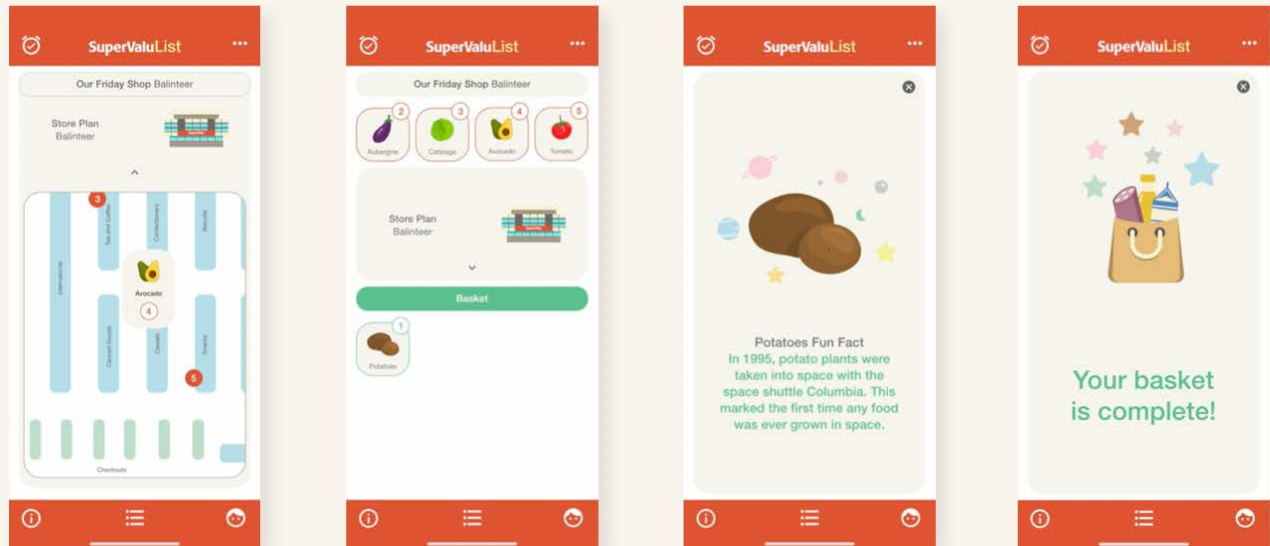 SuperValuList
Our Friday Shop Balinteer
Store Plan
Balinteer
3
International
Tea and Coffee
Confectionery
Biscuits
Avocado
4
Canned Goods
Cereals
Snacks
5
Checkouts
SuperValuList
Our Friday Shop Balinteer
2
Aubergine
3
Cabbage
4
Avocado
5
Tomato
Store Plan
Balinteer
Basket
1
Potatoes
SuperValuList
Potatoes Fun Fact
In 1995, potato plants were
taken into space with the
space shuttle Columbia. This
marked the first time any food
was ever grown in space.
SuperValuList
Your basket
is complete!